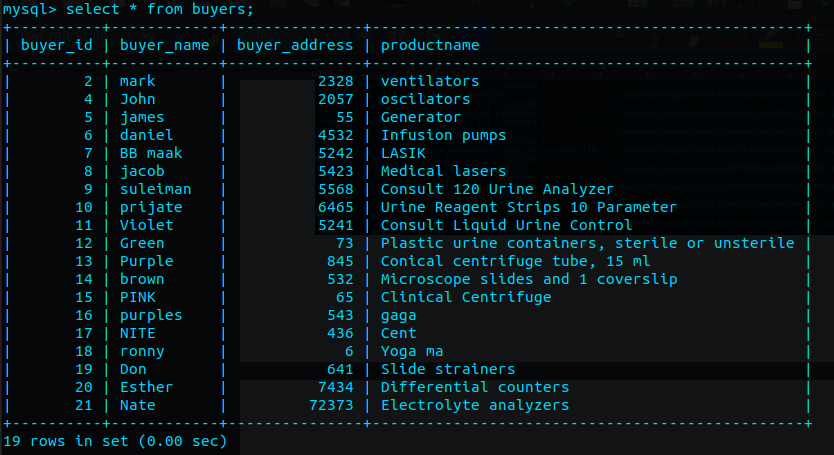 mysql> select * from buyers;
+----------+------------+---------------+-----------------------------------------------+
| buyer_id | buyer_name | buyer_address | productname                                   |
+----------+------------+---------------+-----------------------------------------------+
|        2 | mark       |          2328 | ventilators                                   |
|        4 | John       |          2057 | oscilators                                    |
|        5 | james      |            55 | Generator                                     |
|        6 | daniel     |          4532 | Infusion pumps                                |
|        7 | BB maak    |          5242 | LASIK                                         |
|        8 | jacob      |          5423 | Medical lasers                                |
|        9 | suleiman   |          5568 | Consult 120 Urine Analyzer                    |
|       10 | prijate    |          6465 | Urine Reagent Strips 10 Parameter             |
|       11 | Violet     |          5241 | Consult Liquid Urine Control                  |
|       12 | Green      |            73 | Plastic urine containers, sterile or unsterile |
|       13 | Purple     |           845 | Conical centrifuge tube, 15 ml                |
|       14 | brown      |           532 | Microscope slides and 1 coverslip             |
|       15 | PINK       |            65 | Clinical Centrifuge                           |
|       16 | purples    |           543 | gaga                                          |
|       17 | NITE       |           436 | Cent                                          |
|       18 | ronny      |             6 | Yoga ma                                       |
|       19 | Don        |           641 | Slide strainers                               |
|       20 | Esther     |          7434 | Differential counters                         |
|       21 | Nate       |         72373 | Electrolyte analyzers                         |
+----------+------------+---------------+-----------------------------------------------+
19 rows in set (0.00 sec)